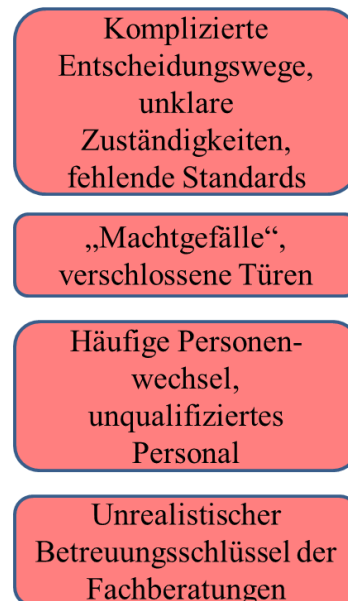 Komplizierte
Entscheidungswege,
unklare
Zuständigkeiten,
fehlende Standards
„Machtgefälle“,
verschlossene Türen
Häufige Personen-
wechsel,
unqualifiziertes
Personal
Unrealistischer
Betreuungsschlüssel der
Fachberatungen